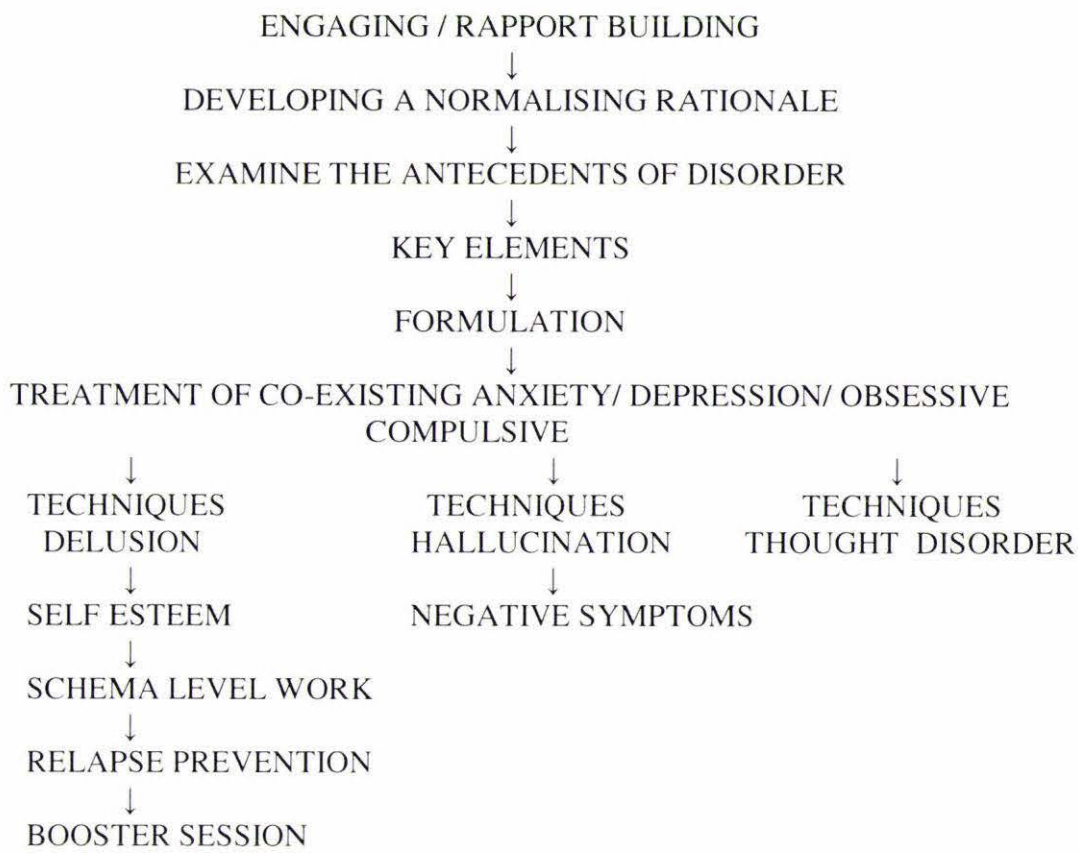 ENGAGING / RAPPORT BUILDING
↓
DEVELOPING A NORMALISING RATIONALE
↓
EXAMINE THE ANTECEDENTS OF DISORDER
↓
KEY ELEMENTS
↓
FORMULATION
↓
TREATMENT OF CO-EXISTING ANXIETY/ DEPRESSION/ OBSESSIVE
COMPULSIVE
↓ ↓ ↓
TECHNIQUES TECHNIQUES TECHNIQUES
DELUSION HALLUCINATION THOUGHT DISORDER
↓ ↓
SELF ESTEEM NEGATIVE SYMPTOMS
↓
SCHEMA LEVEL WORK
↓
RELAPSE PREVENTION
↓
BOOSTER SESSION